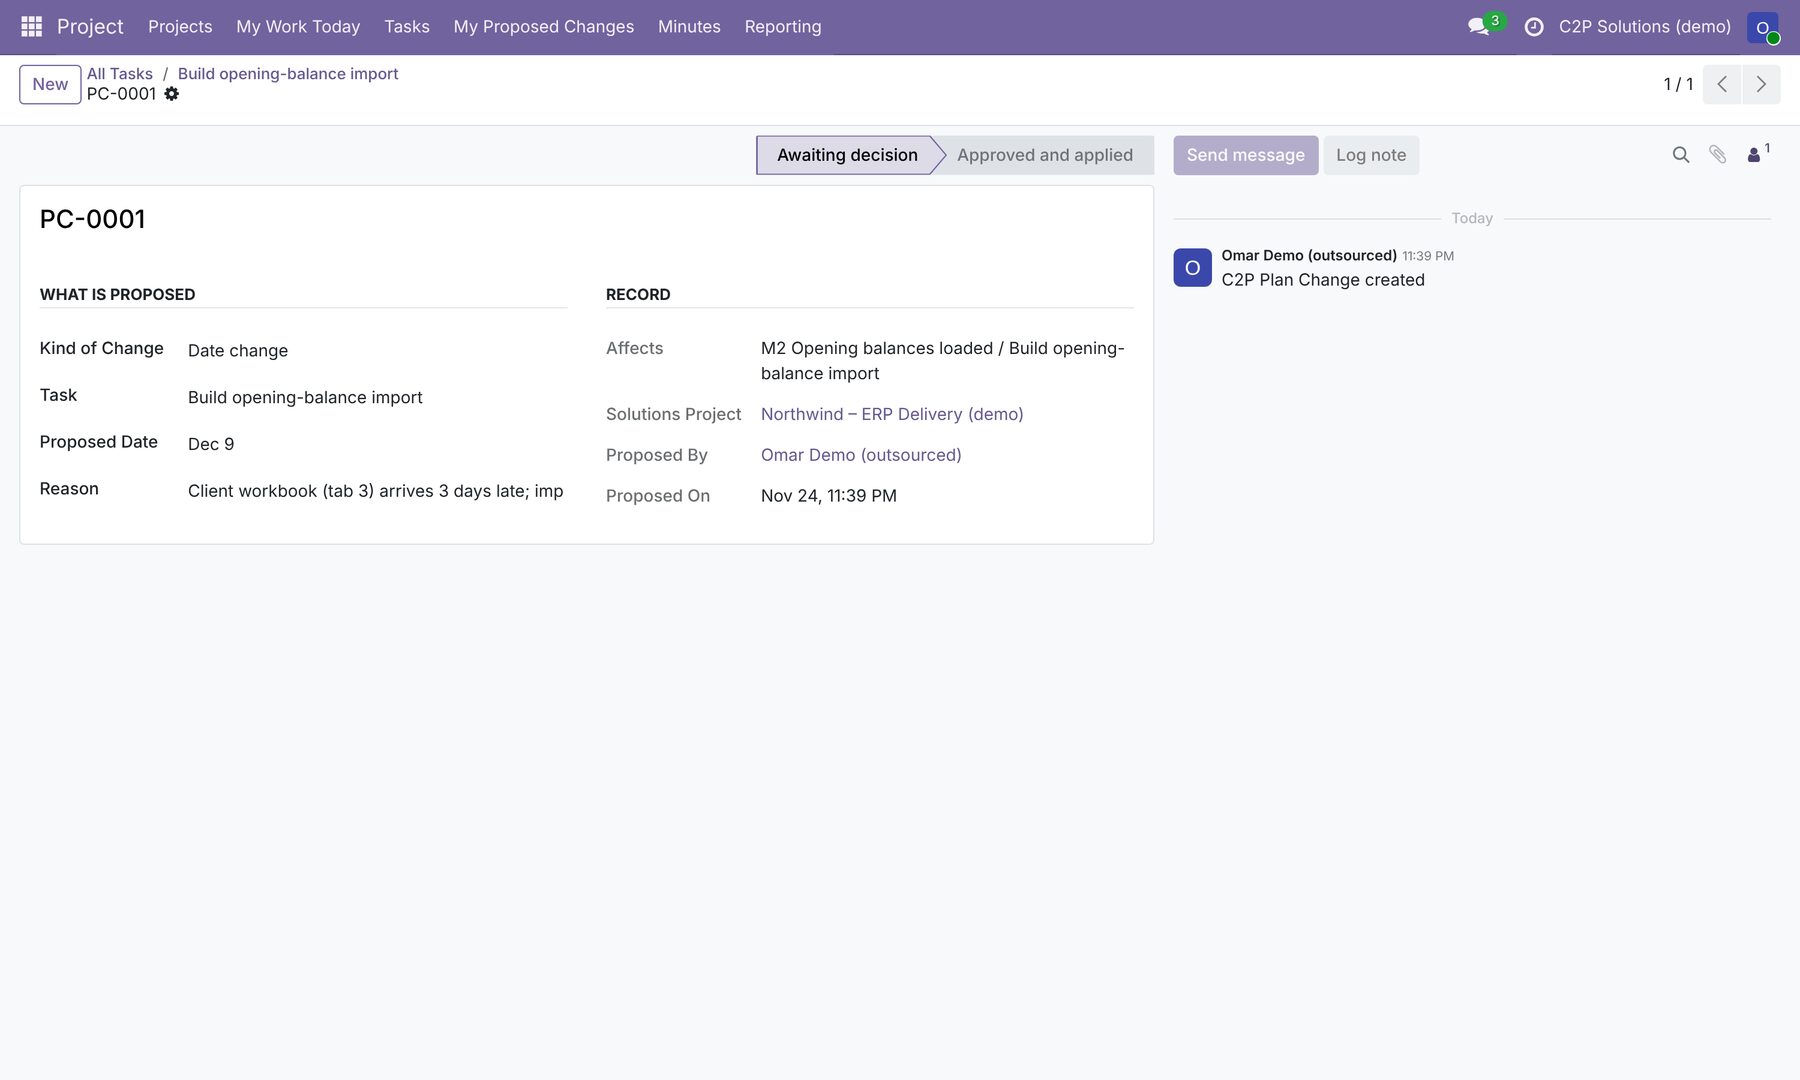 Project Projects My Work Today Tasks My Proposed Changes Minutes Reporting 3 C2P Solutions (demo) O
New All Tasks / Build opening-balance import
PC-0001 1 / 1
Awaiting decision Approved and applied Send message Log note 1
PC-0001
Today
Omar Demo (outsourced) 11:39 PM
O C2P Plan Change created
WHAT IS PROPOSED
Kind of Change Date change
Task Build opening-balance import
Proposed Date Dec 9
Reason Client workbook (tab 3) arrives 3 days late; imp
RECORD
Affects M2 Opening balances loaded / Build opening-
balance import
Solutions Project Northwind – ERP Delivery (demo)
Proposed By Omar Demo (outsourced)
Proposed On Nov 24, 11:39 PM